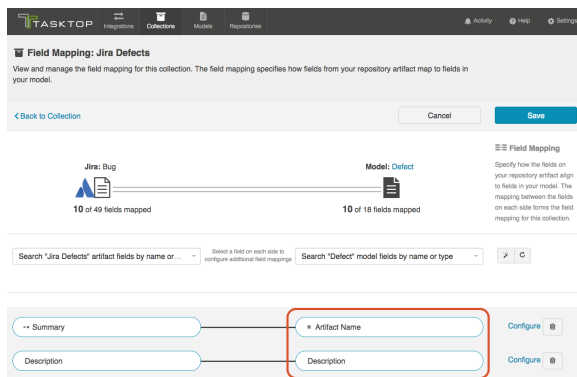 TASKTOP
Integrations
Collections
Models
Repositories
Activity
Help
Settings
Field Mapping: Jira Defects
View and manage the field mapping for this collection. The field mapping specifies how fields from your repository artifact map to fields in
your model.
Back to Collection
Cancel
Save
Jira: Bug
10 of 49 fields mapped
Model: Defect
10 of 18 fields mapped
Field Mapping
Specify how the fields on
your repository artifact align
to fields in your model. The
mapping between the fields
on each side forms the field
mapping for this collection.
Search "Jira Defects" artifact fields by name or...
Select a field on each side to
configure additional field mappings.
Search "Defect" model fields by name or type
Summary
* Artifact Name
Configure
Description
Description
Configure